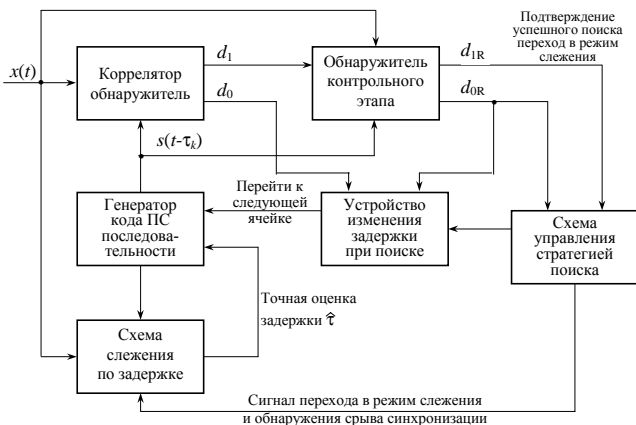 Подтверждение
успешного поиска
переход в режим
слежения
x(t)
Коррелятор
обнаружитель
d₁
d₀
Обнаружитель
контрольного
этапа
d₁R
d₀R
s(t-τₖ)
Генератор
кода ПС
последова-
тельности
Перейти к
следующей
ячейке
Устройство
изменения
задержки
при поиске
Схема
управления
стратегией
поиска
Точная оценка
задержки τ̂
Схема
слежения
по задержке
Сигнал перехода в режим слежения
и обнаружения срыва синхронизации